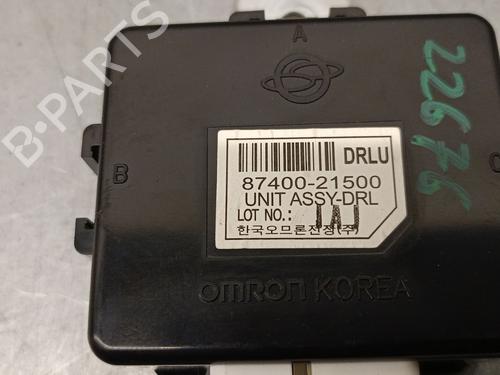 A
B-PARTS
22676
B
DRLU
87400-21500
UNIT ASSY-DRL
LOT NO.: IAJ
한국오므론전장(주)
omron KOREA